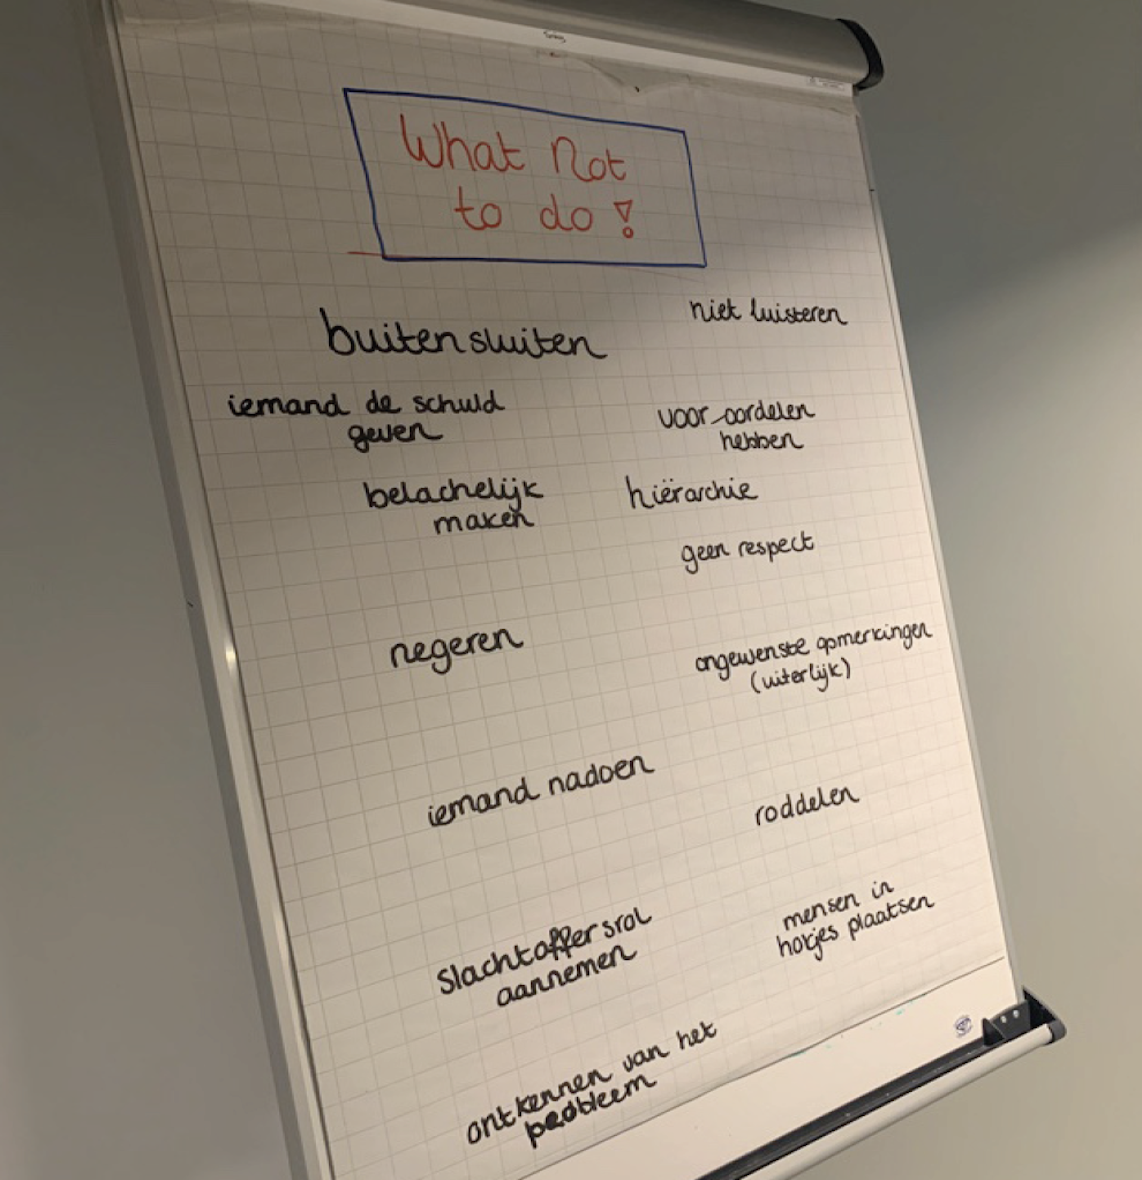 What Not
to do !
buitensluiten
niet luisteren
iemand de schuld
geven
voor-oordelen
hebben
belachelijk
maken
hiërarchie
geen respect
negeren
ongewenste opmerkingen
(uiterlijk)
iemand nadoen
roddelen
slachtoffersrol
aannemen
mensen in
hokjes plaatsen
ontkennen van het
probleem